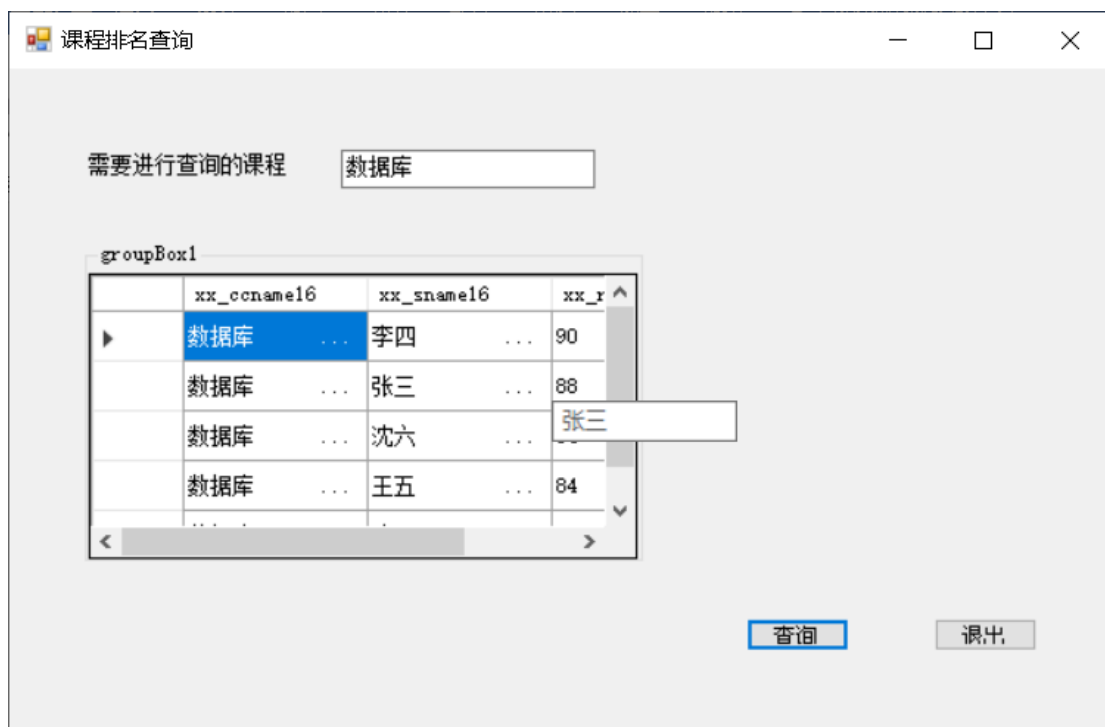 课程排名查询
需要进行查询的课程 数据库
groupBox1
xx_ccname16 xx_sname16 xx_r
数据库 ... 李四 ... 90
数据库 ... 张三 ... 88
张三
数据库 ... 沈六 ...
数据库 ... 王五 ... 84
查询 退出